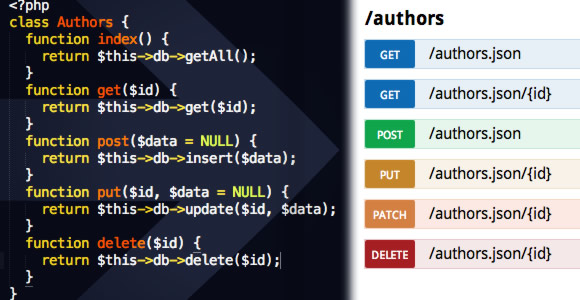 <?php
class Authors {
function index() {
return $this->db->getAll();
}
function get($id) {
return $this->db->get($id);
}
function post($data = NULL) {
return $this->db->insert($data);
}
function put($id, $data = NULL) {
return $this->db->update($id, $data);
}
function delete($id) {
return $this->db->delete($id);
}
}
/authors
GET /authors.json
GET /authors.json/{id}
POST /authors.json
PUT /authors.json/{id}
PATCH /authors.json/{id}
DELETE /authors.json/{id}